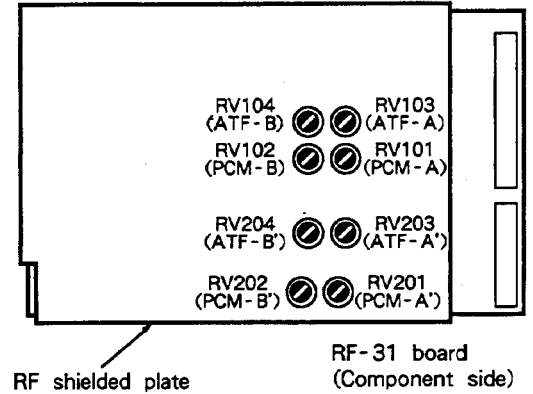 RV104 RV103
(ATF-B) (ATF-A)
RV102 RV101
(PCM-B) (PCM-A)
RV204 RV203
(ATF-B') (ATF-A')
RV202 RV201
(PCM-B') (PCM-A')
RF-31 board
RF shielded plate (Component side)